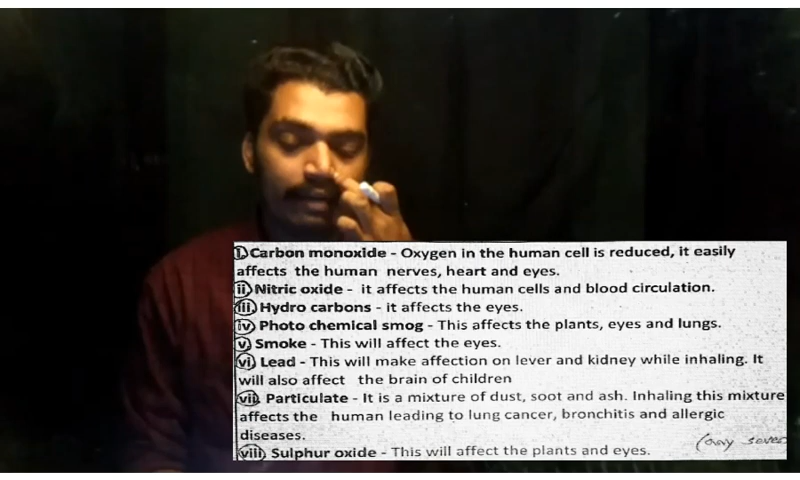 i) Carbon monoxide - Oxygen in the human cell is reduced, it easily
affects the human nerves, heart and eyes.
ii) Nitric oxide - it affects the human cells and blood circulation.
iii) Hydro carbons - it affects the eyes.
iv) Photo chemical smog - This affects the plants, eyes and lungs.
v) Smoke - This will affect the eyes.
vi) Lead - This will make affection on lever and kidney while inhaling. It
will also affect the brain of children
vii) Particulate - It is a mixture of dust, soot and ash. Inhaling this mixture
affects the human leading to lung cancer, bronchitis and allergic
diseases.
(any seven
viii) Sulphur oxide - This will affect the plants and eyes.